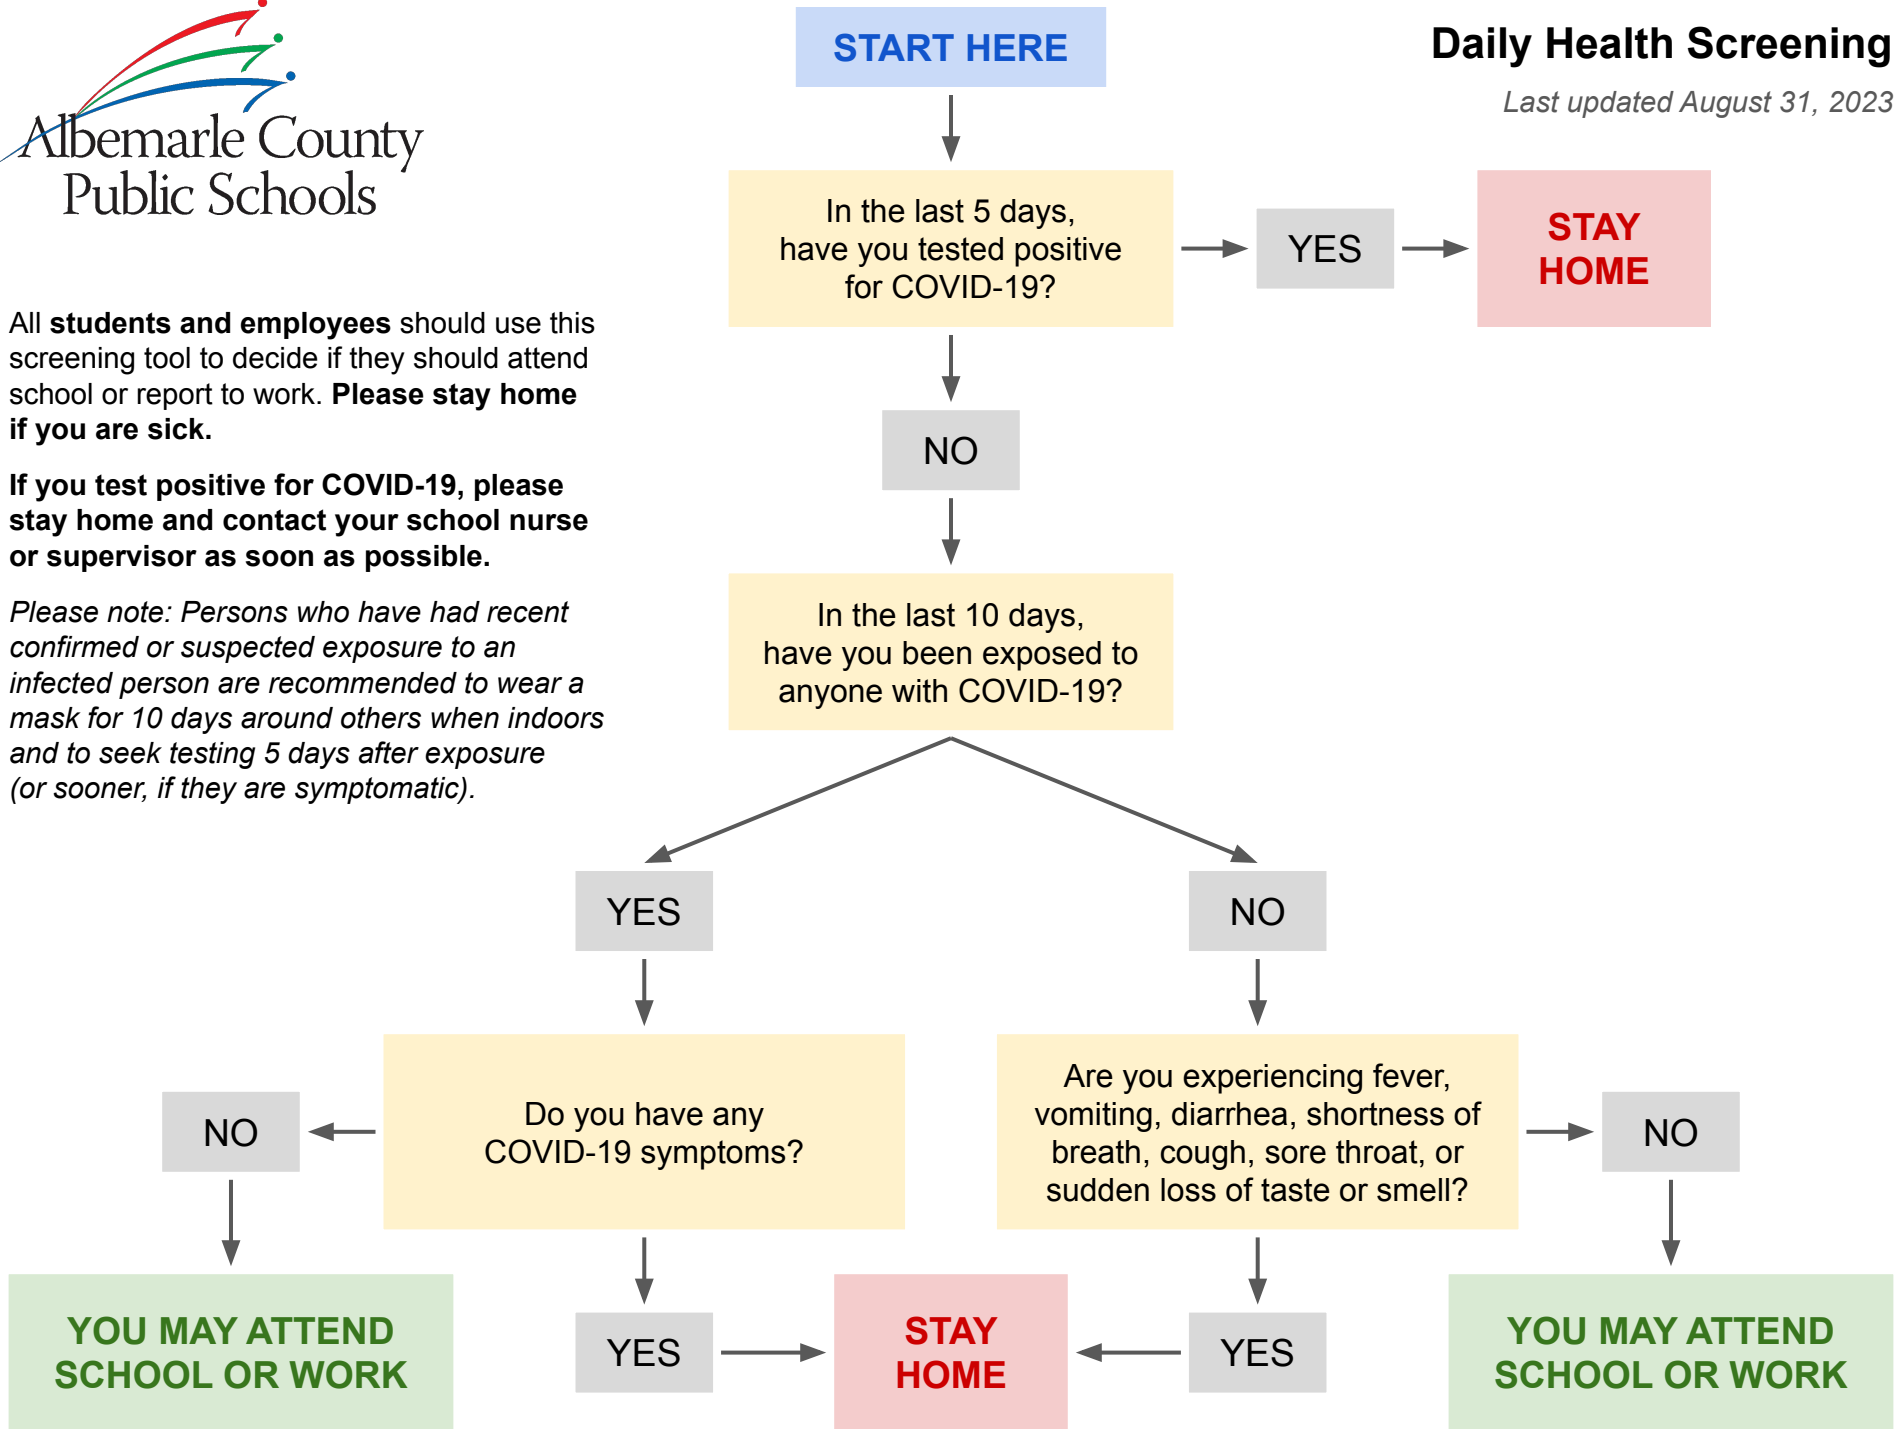 Albemarle County
Public Schools
START HERE
Daily Health Screening
Last updated August 31, 2023
In the last 5 days,
have you tested positive
for COVID-19?
YES
STAY
HOME
All students and employees should use this
screening tool to decide if they should attend
school or report to work. Please stay home
if you are sick.
If you test positive for COVID-19, please
stay home and contact your school nurse
or supervisor as soon as possible.
Please note: Persons who have had recent
confirmed or suspected exposure to an
infected person are recommended to wear a
mask for 10 days around others when indoors
and to seek testing 5 days after exposure
(or sooner, if they are symptomatic).
NO
In the last 10 days,
have you been exposed to
anyone with COVID-19?
YES
NO
Do you have any
COVID-19 symptoms?
Are you experiencing fever,
vomiting, diarrhea, shortness of
breath, cough, sore throat, or
sudden loss of taste or smell?
NO
NO
YOU MAY ATTEND
SCHOOL OR WORK
YES
STAY
HOME
YES
YOU MAY ATTEND
SCHOOL OR WORK